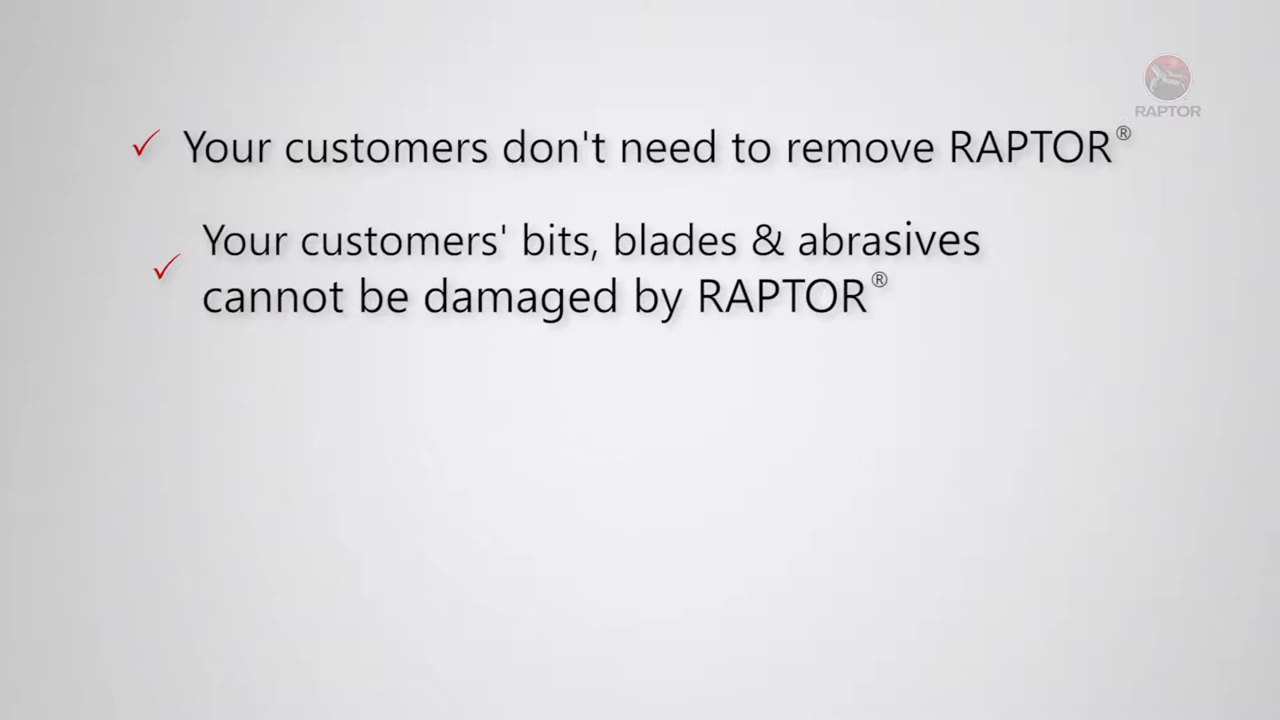 RAPTOR
✓ Your customers don't need to remove RAPTOR®
✓ Your customers' bits, blades & abrasives
cannot be damaged by RAPTOR®